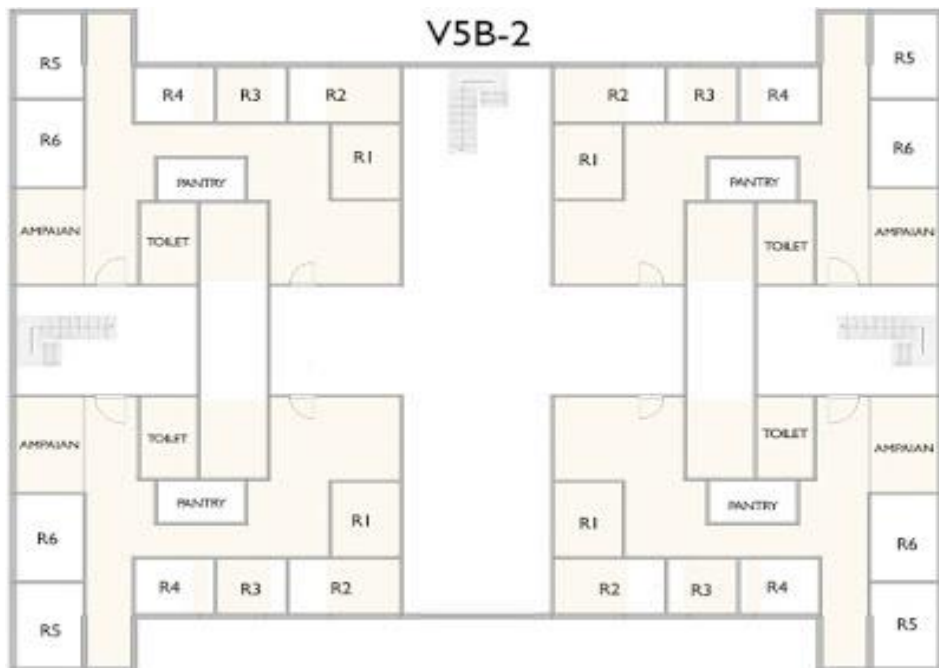 V5B-2
R5
R4
R3
R2
R2
R3
R4
R5
R6
R1
R1
R6
PANTRY
PANTRY
AMPAIAN
TOILET
TOILET
AMPAIAN
AMPAIAN
TOILET
TOILET
AMPAIAN
PANTRY
PANTRY
R6
R1
R1
R6
R5
R4
R3
R2
R2
R3
R4
R5